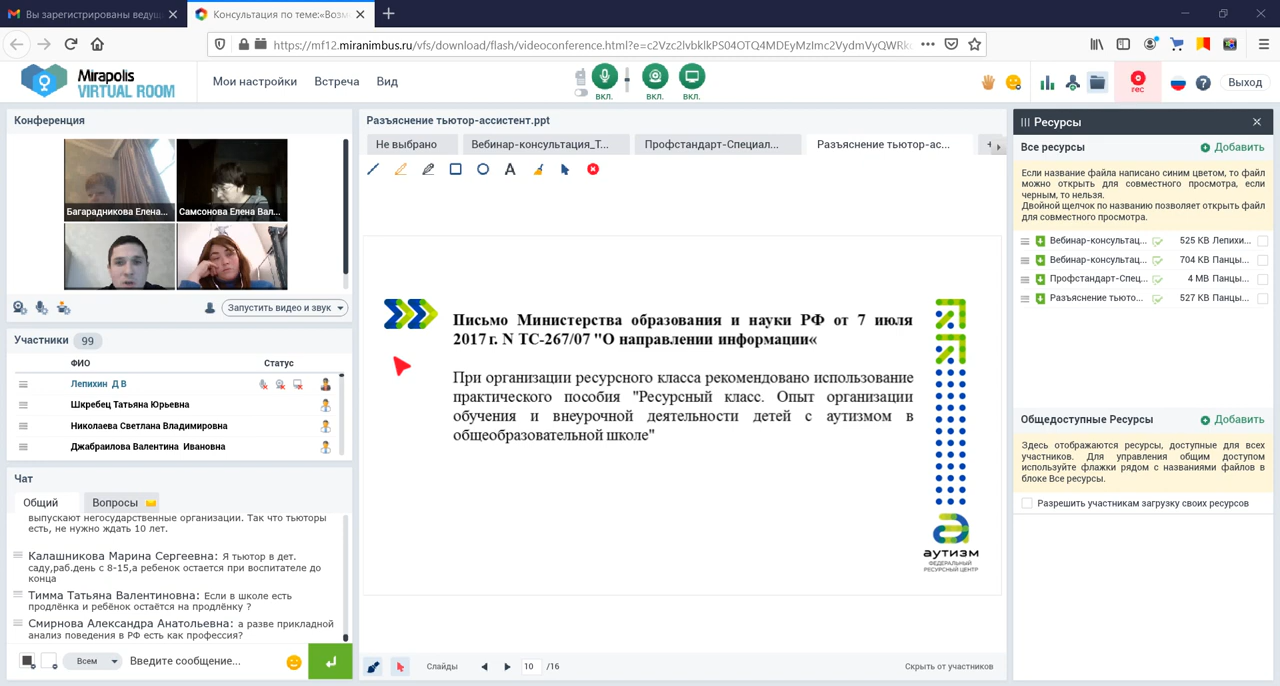 Вы зарегистрированы ведущ
Консультация по теме:«Возм
https://mf12.miranimbus.ru/vfs/download/flash/videoconference.html?e=
Mirapolis
VIRTUAL ROOM
Мои настройки Встреча Вид
вкл. вкл. вкл.
rec
Выход
Конференция
Багарадникова Елена...
Самсонова Елена Вал...
Запустить видео и звук
Участники 99
ФИО Статус
Лепихин Д В
Шкребец Татьяна Юрьевна
Николаева Светлана Владимировна
Джабраилова Валентина Ивановна
Чат
Общий Вопросы
выпускают негосударственные организации. Так что тьюторы
есть, не нужно ждать 10 лет.
Калашникова Марина Сергеевна: Я тьютор в дет.
саду,раб.день с 8-15,а ребенок остается при воспитателе до
конца
Тимма Татьяна Валентиновна: Если в школе есть
продлёнка и ребёнок остаётся на продлёнку ?
Смирнова Александра Анатольевна: а разве прикладной
анализ поведения в РФ есть как профессия?
Всем Введите сообщение...
Разъяснение тьютор-ассистент.ppt
Не выбрано Вебинар-консультация_Т... Профстандарт-Специал... Разъяснение тьютор-ас...
Письмо Министерства образования и науки РФ от 7 июля
2017 г. N ТС-267/07 "О направлении информации«
При организации ресурсного класса рекомендовано использование
практического пособия "Ресурсный класс. Опыт организации
обучения и внеурочной деятельности детей с аутизмом в
общеобразовательной школе"
аутизм
ФЕДЕРАЛЬНЫЙ
РЕСУРСНЫЙ ЦЕНТР
Слайды 10 /16 Скрыть от участников
Ресурсы
Все ресурсы Добавить
Если название файла написано синим цветом, то файл
можно открыть для совместного просмотра, если
черным, то нельзя.
Двойной щелчок по названию позволяет открыть файл
для совместного просмотра.
Вебинар-консультац... 525 KB Лепихи...
Вебинар-консультац... 704 KB Панцы...
Профстандарт-Спец... 4 MB Панцы...
Разъяснение тьюто... 527 KB Панцы...
Общедоступные Ресурсы Добавить
Здесь отображаются ресурсы, доступные для всех
участников. Для управления общим доступом
используйте флажки рядом с названиями файлов в
блоке Все ресурсы.
Разрешить участникам загрузку своих ресурсов